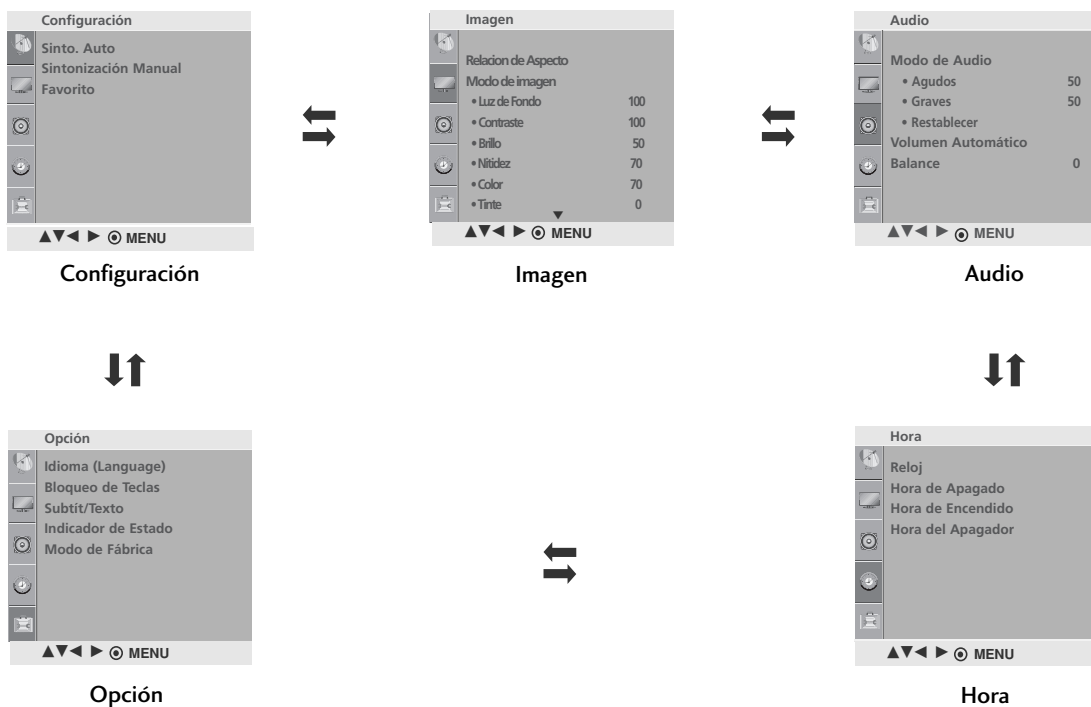 Configuración
Sinto. Auto
Sintonización Manual
Favorito
▲▼◄ ► ⦿ MENU
Configuración
Imagen
Relacion de Aspecto
Modo de imagen
• Luz de Fondo 100
• Contraste 100
• Brillo 50
• Nitidez 70
• Color 70
• Tinte 0
▼
▲▼◄ ► ⦿ MENU
Imagen
Audio
Modo de Audio
• Agudos 50
• Graves 50
• Restablecer
Volumen Automático
Balance 0
▲▼◄ ► ⦿ MENU
Audio
Opción
Idioma (Language)
Bloqueo de Teclas
Subtít/Texto
Indicador de Estado
Modo de Fábrica
▲▼◄ ► ⦿ MENU
Opción
Hora
Reloj
Hora de Apagado
Hora de Encendido
Hora del Apagador
▲▼◄ ► ⦿ MENU
Hora